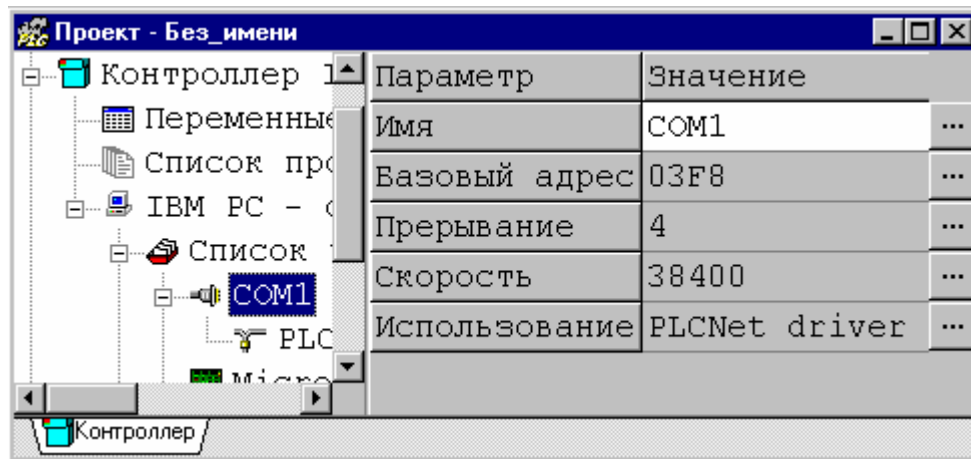 Проект - Без_имени
Контроллер
Переменные
Список
IBM PC -
Список
COM1
PLC
Параметр Значение
Имя COM1 ...
Базовый адрес 03F8 ...
Прерывание 4 ...
Скорость 38400 ...
Использование PLCNet driver ...
Контроллер